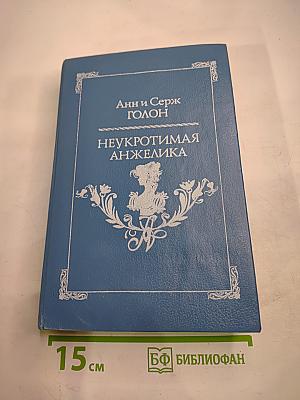 Анн и Серж
ГОЛОН
НЕУКРОТИМАЯ
АНЖЕЛИКА
15 см
БФ БИБЛИОФАН